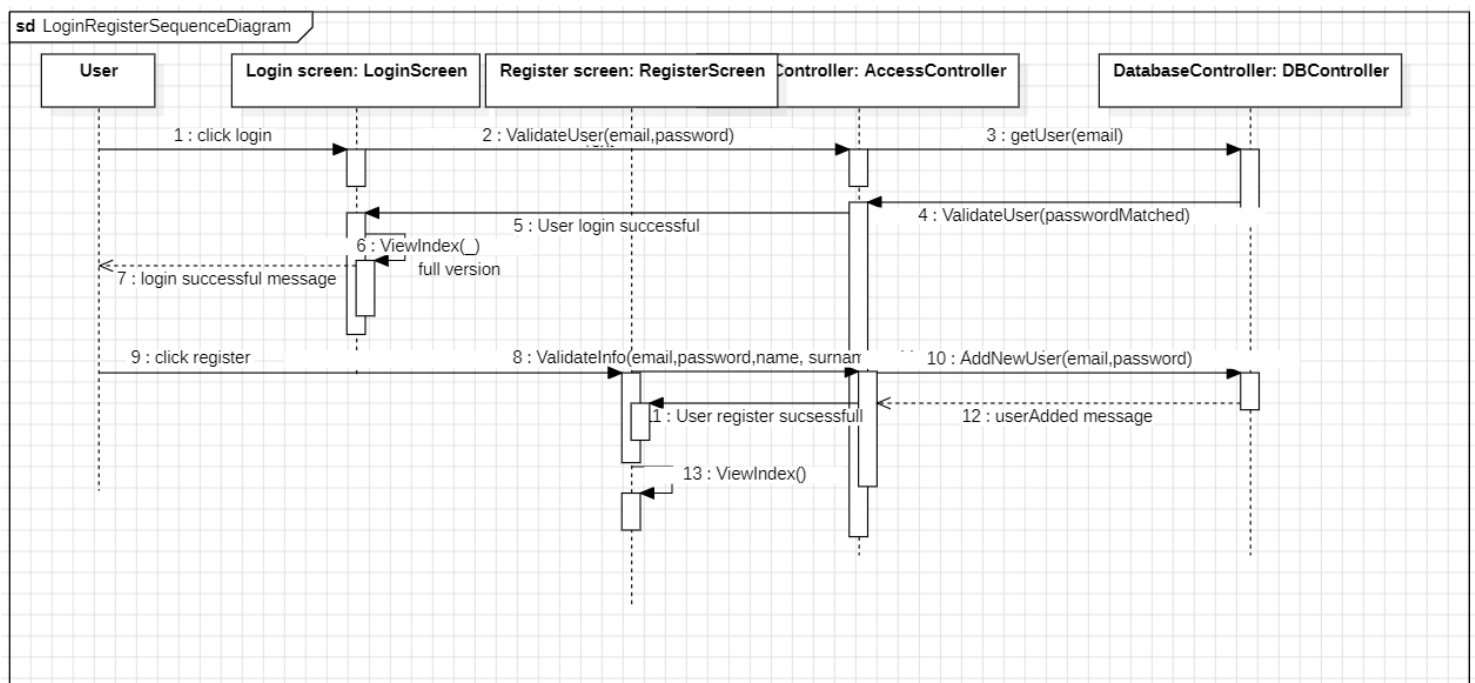 sd LoginRegisterSequenceDiagram
User
Login screen: LoginScreen
Register screen: RegisterScreen
Controller: AccessController
DatabaseController: DBController
1 : click login
2 : ValidateUser(email,password)
3 : getUser(email)
4 : ValidateUser(passwordMatched)
5 : User login successful
6 : ViewIndex(_)
full version
7 : login successful message
9 : click register
8 : ValidateInfo(email,password,name, surnam
10 : AddNewUser(email,password)
11 : User register sucsessfull
12 : userAdded message
13 : ViewIndex()